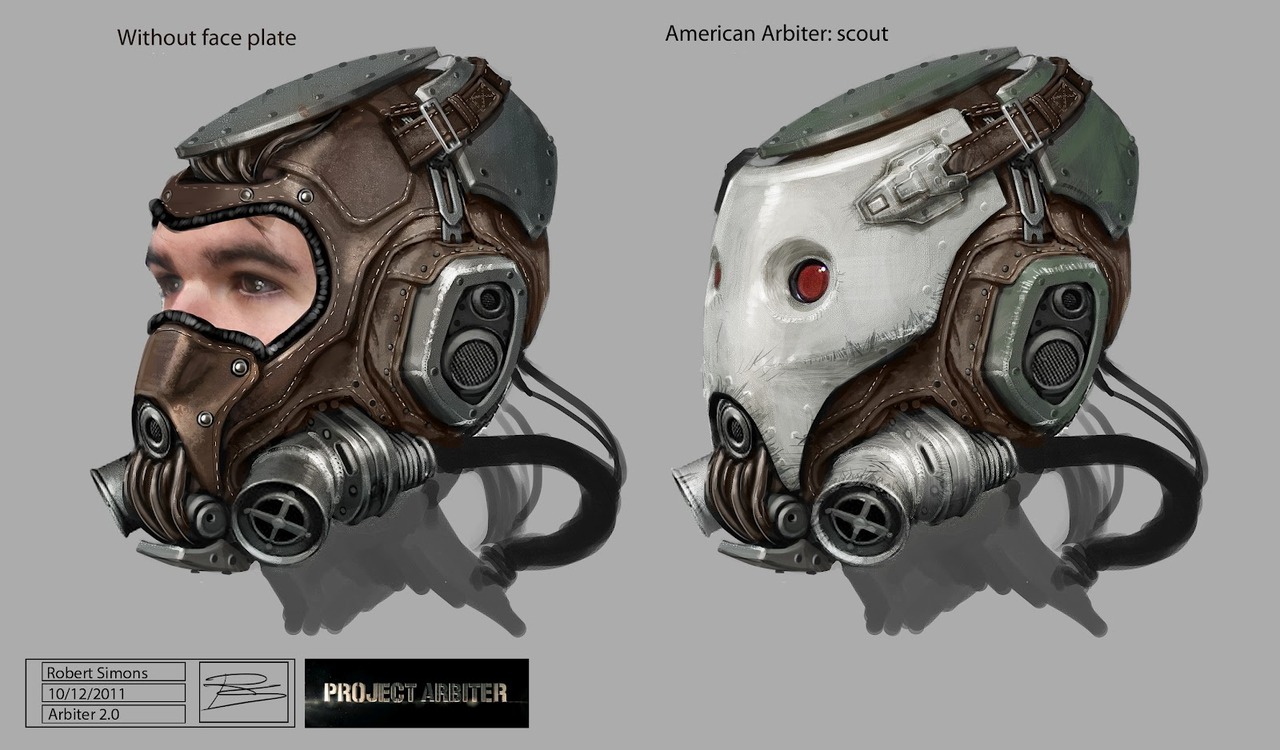 Without face plate
American Arbiter: scout
Robert Simons
10/12/2011
Arbiter 2.0
PROJECT ARBITER